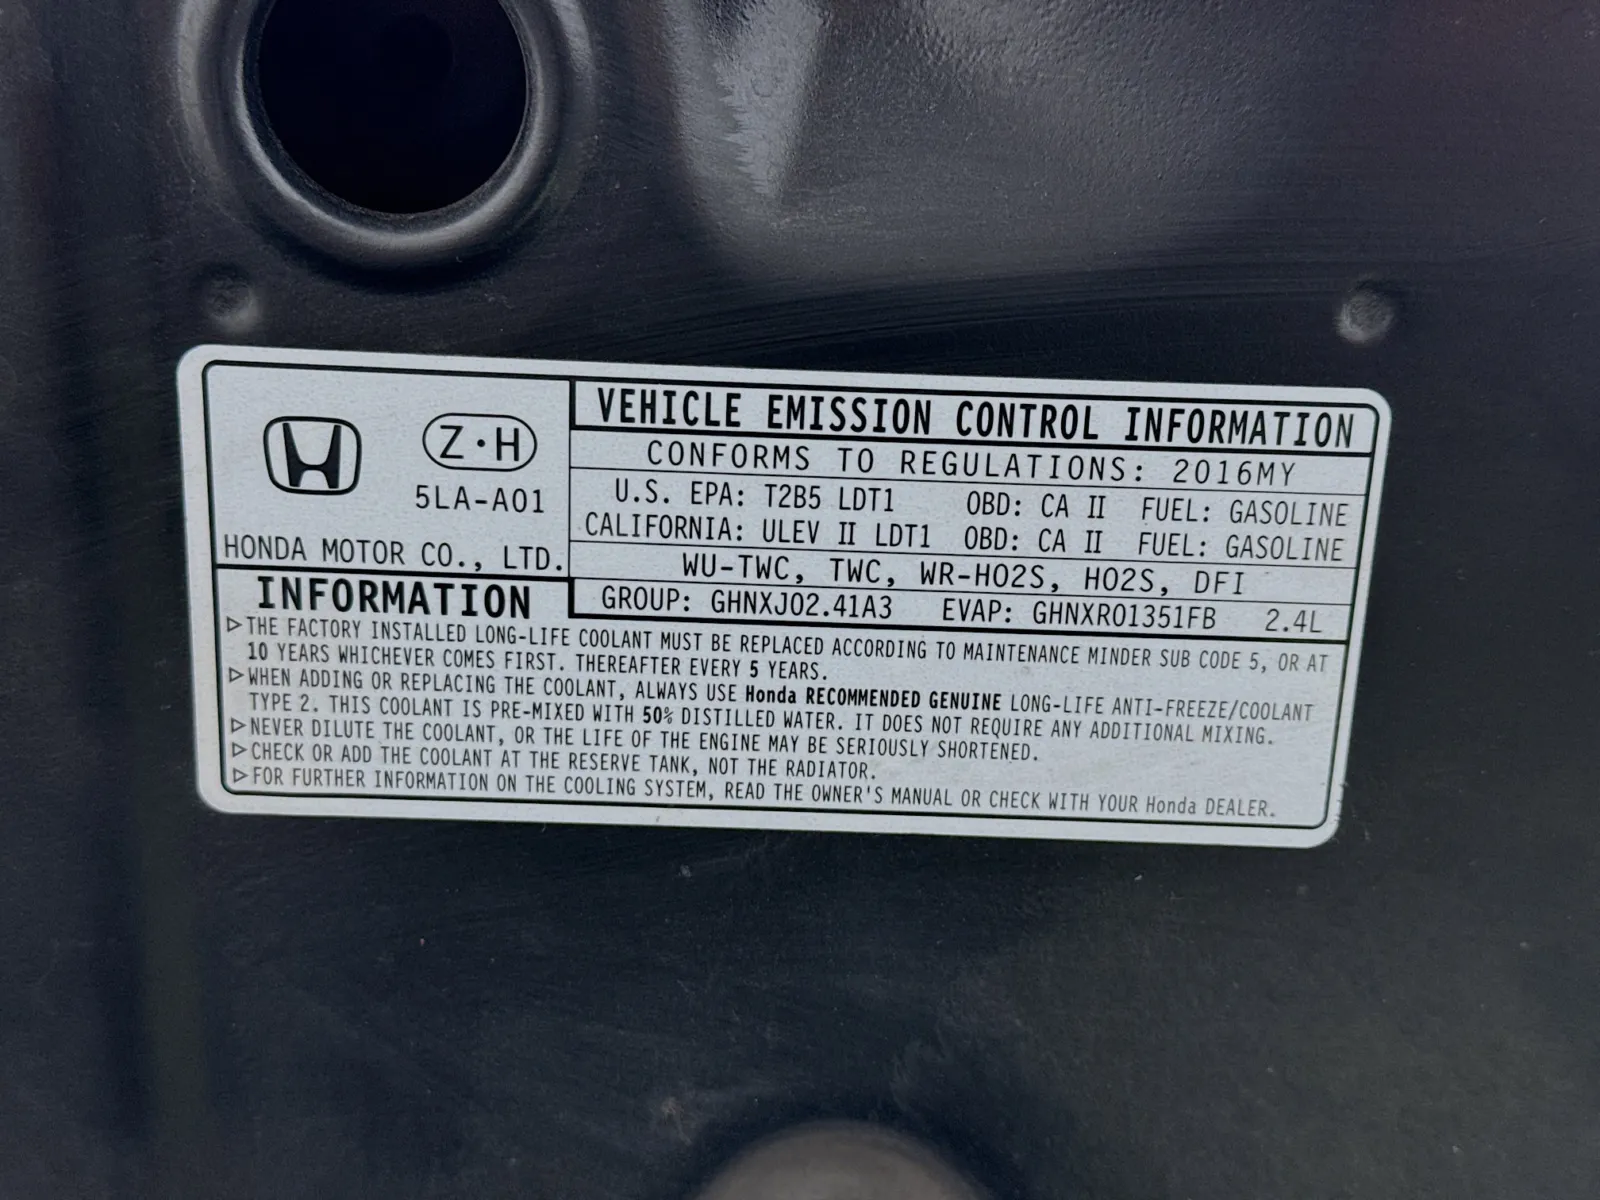 Z·H
5LA-A01
HONDA MOTOR CO., LTD.
VEHICLE EMISSION CONTROL INFORMATION
CONFORMS TO REGULATIONS: 2016MY
U.S. EPA: T2B5 LDT1 OBD: CA II FUEL: GASOLINE
CALIFORNIA: ULEV II LDT1 OBD: CA II FUEL: GASOLINE
WU-TWC, TWC, WR-HO2S, HO2S, DFI
GROUP: GHNXJ02.41A3 EVAP: GHNXR01351FB 2.4L
INFORMATION
▷THE FACTORY INSTALLED LONG-LIFE COOLANT MUST BE REPLACED ACCORDING TO MAINTENANCE MINDER SUB CODE 5, OR AT
10 YEARS WHICHEVER COMES FIRST. THEREAFTER EVERY 5 YEARS.
▷WHEN ADDING OR REPLACING THE COOLANT, ALWAYS USE Honda RECOMMENDED GENUINE LONG-LIFE ANTI-FREEZE/COOLANT
TYPE 2. THIS COOLANT IS PRE-MIXED WITH 50% DISTILLED WATER. IT DOES NOT REQUIRE ANY ADDITIONAL MIXING.
▷NEVER DILUTE THE COOLANT, OR THE LIFE OF THE ENGINE MAY BE SERIOUSLY SHORTENED.
▷CHECK OR ADD THE COOLANT AT THE RESERVE TANK, NOT THE RADIATOR.
▷FOR FURTHER INFORMATION ON THE COOLING SYSTEM, READ THE OWNER'S MANUAL OR CHECK WITH YOUR Honda DEALER.